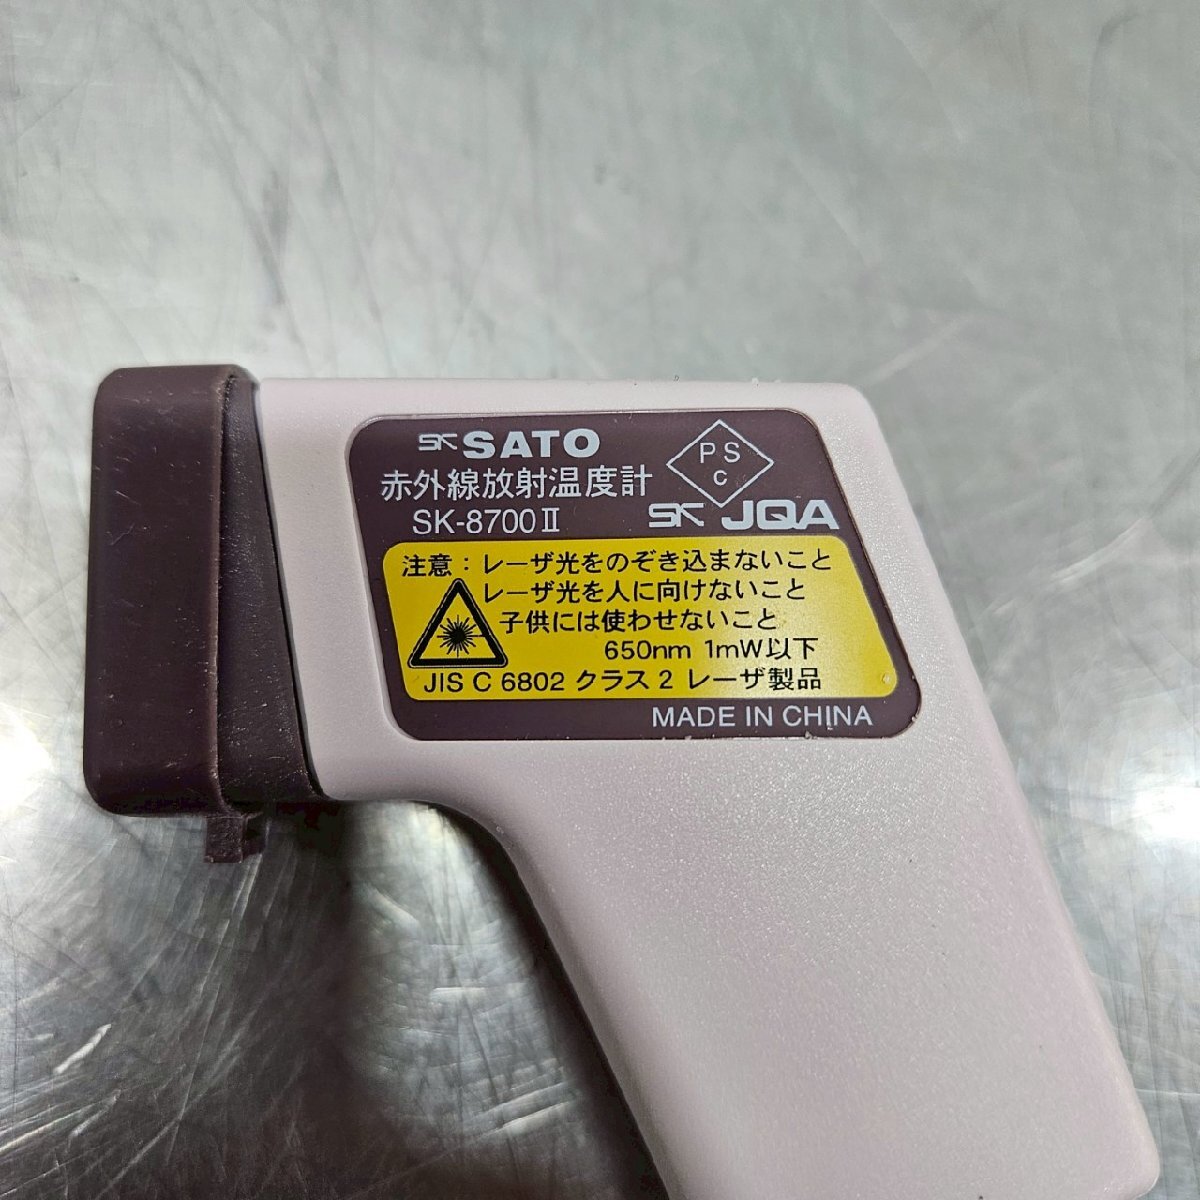 SK SATO
赤外線放射温度計
SK-8700Ⅱ
PS
C
SK JQA
注意：レーザ光をのぞき込まないこと
レーザ光を人に向けないこと
子供には使わせないこと
650nm 1mW以下
JIS C 6802 クラス 2 レーザ製品
MADE IN CHINA